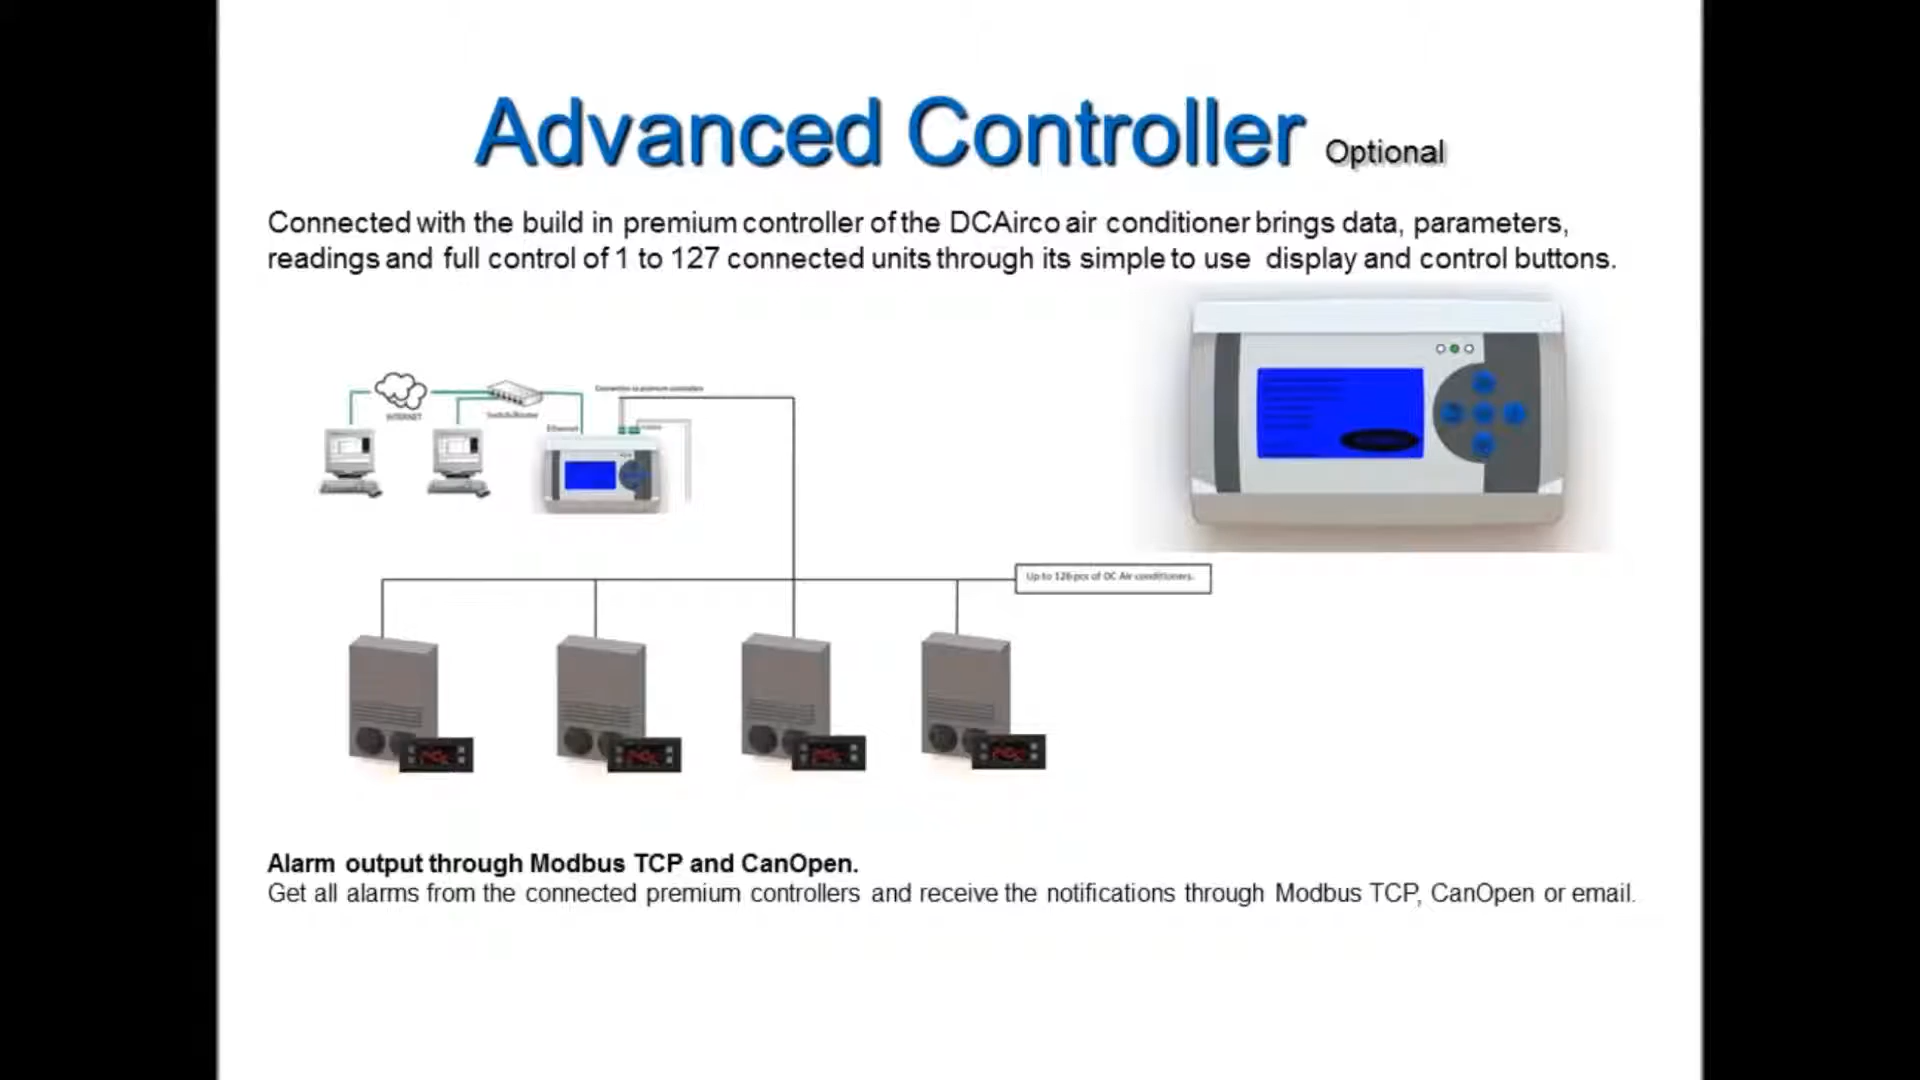 Advanced Controller Optional
Connected with the build in premium controller of the DCAirco air conditioner brings data, parameters,
readings and full control of 1 to 127 connected units through its simple to use display and control buttons.
Connection to premium controllers
INTERNET
Switch/Router
Ethernet
Up to 126 pcs of DC Air conditioners.
Alarm output through Modbus TCP and CanOpen.
Get all alarms from the connected premium controllers and receive the notifications through Modbus TCP, CanOpen or email.